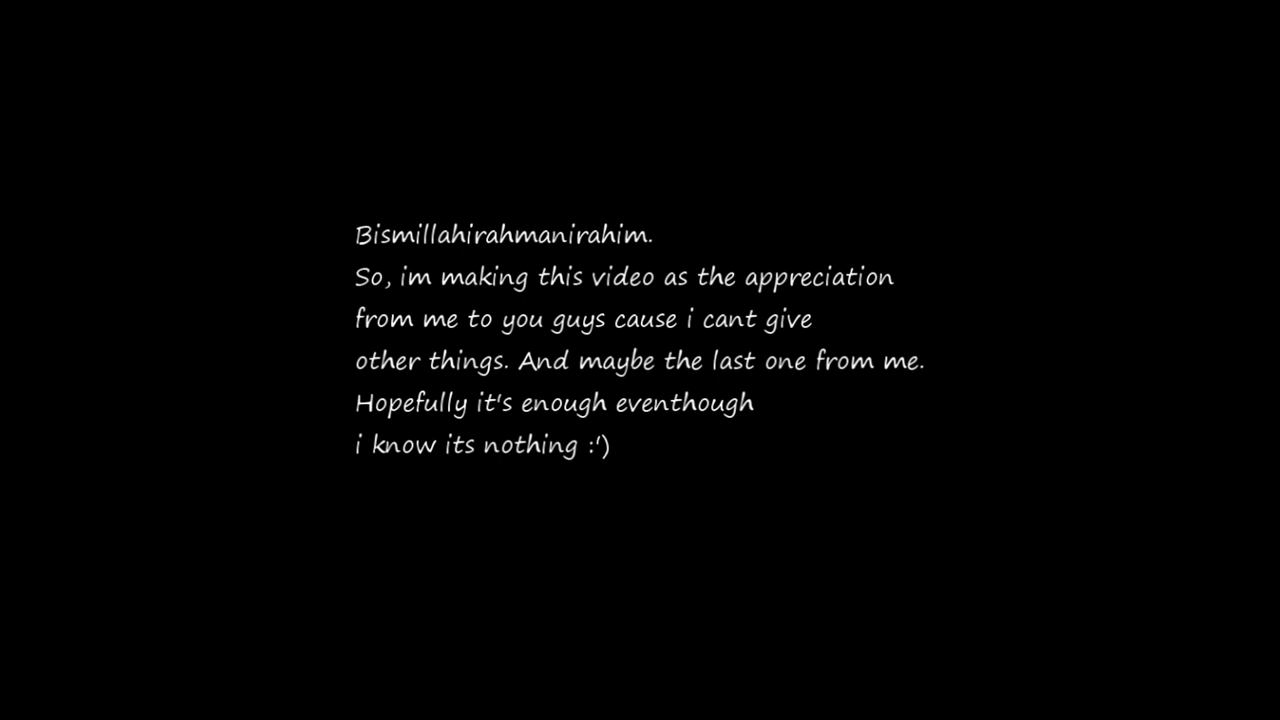 Bismillahirahmanirahim.
So, im making this video as the appreciation
from me to you guys cause i cant give
other things. And maybe the last one from me.
Hopefully it's enough eventhough
i know its nothing :')